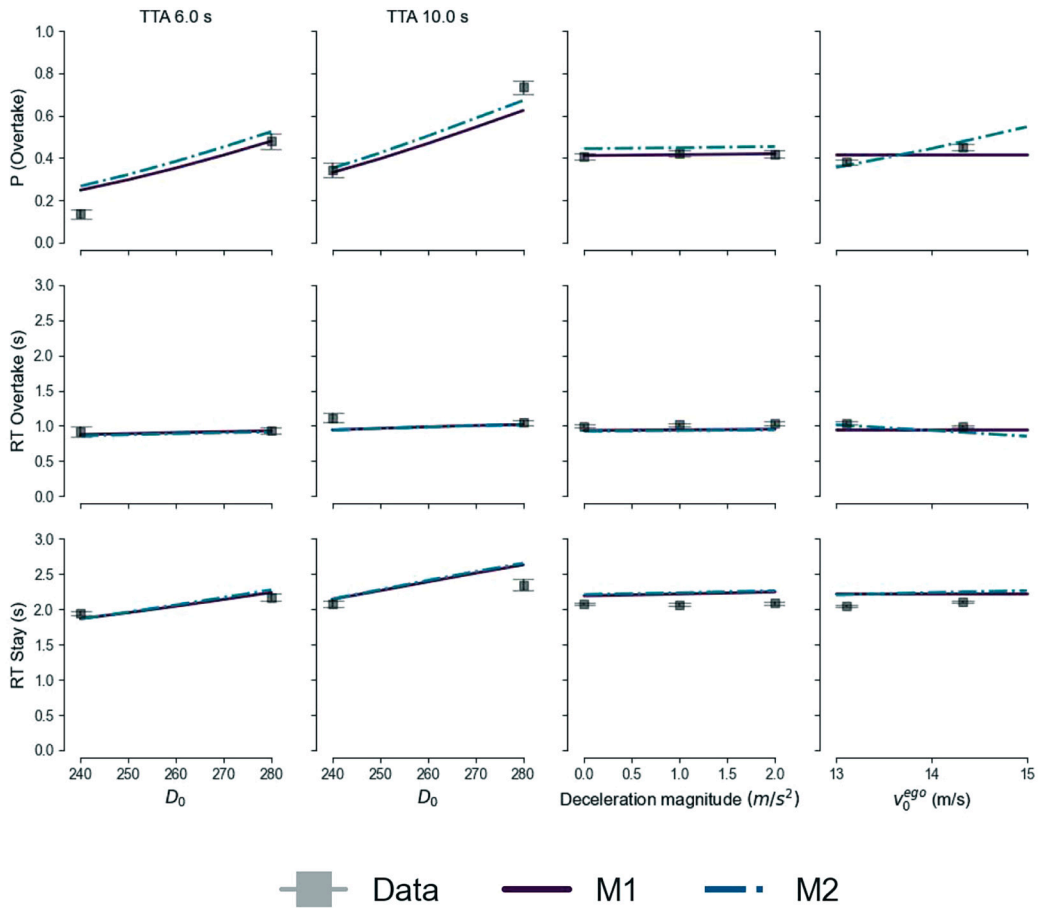 TTA 6.0 s TTA 10.0 s
1.0
0.8
0.6
0.4
0.2
0.0
P (Overtake)
3.0
2.5
2.0
1.5
1.0
0.5
0.0
RT Overtake (s)
3.0
2.5
2.0
1.5
1.0
0.5
0.0
RT Stay (s)
240 250 260 270 280 240 250 260 270 280 0.0 0.5 1.0 1.5 2.0 13 14 15
D₀ D₀ Deceleration magnitude (m/s²) v₀ᵉᵍᵒ (m/s)
Data M1 M2